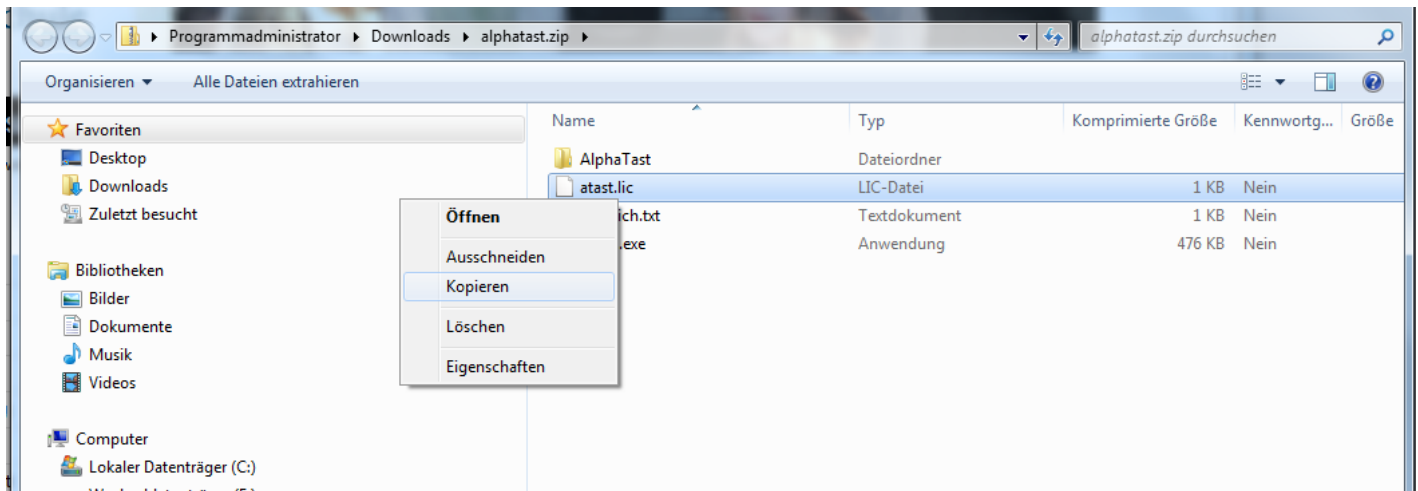 Programmadministrator Downloads alphatast.zip alphatast.zip durchsuchen
Organisieren Alle Dateien extrahieren
Favoriten
Desktop
Downloads
Zuletzt besucht
Bibliotheken
Bilder
Dokumente
Musik
Videos
Computer
Lokaler Datenträger (C:)
Name Typ Komprimierte Größe Kennwortg... Größe
AlphaTast Dateiordner
atast.lic LIC-Datei 1 KB Nein
ich.txt Textdokument 1 KB Nein
.exe Anwendung 476 KB Nein
Öffnen
Ausschneiden
Kopieren
Löschen
Eigenschaften